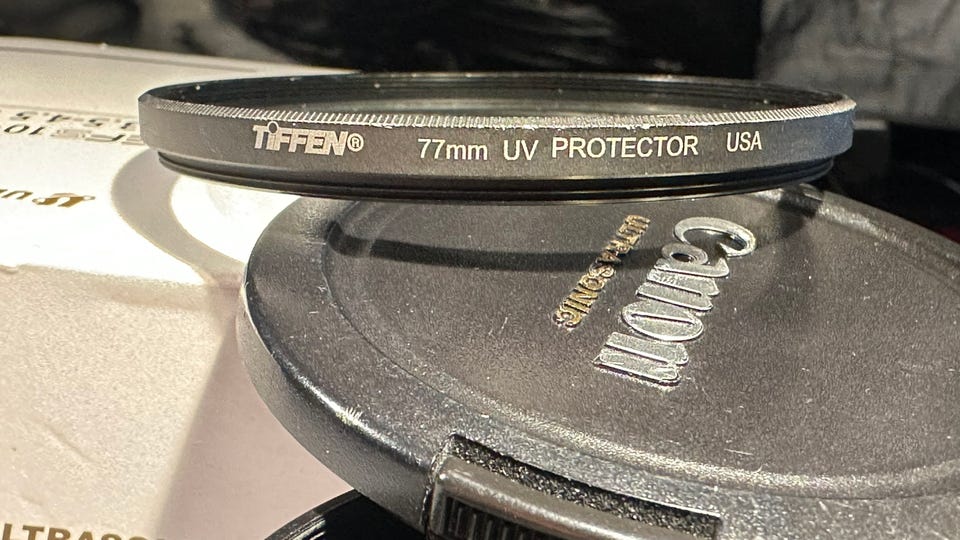 TiFFEN® 77mm UV PROTECTOR USA
Canon
ULTRASONIC